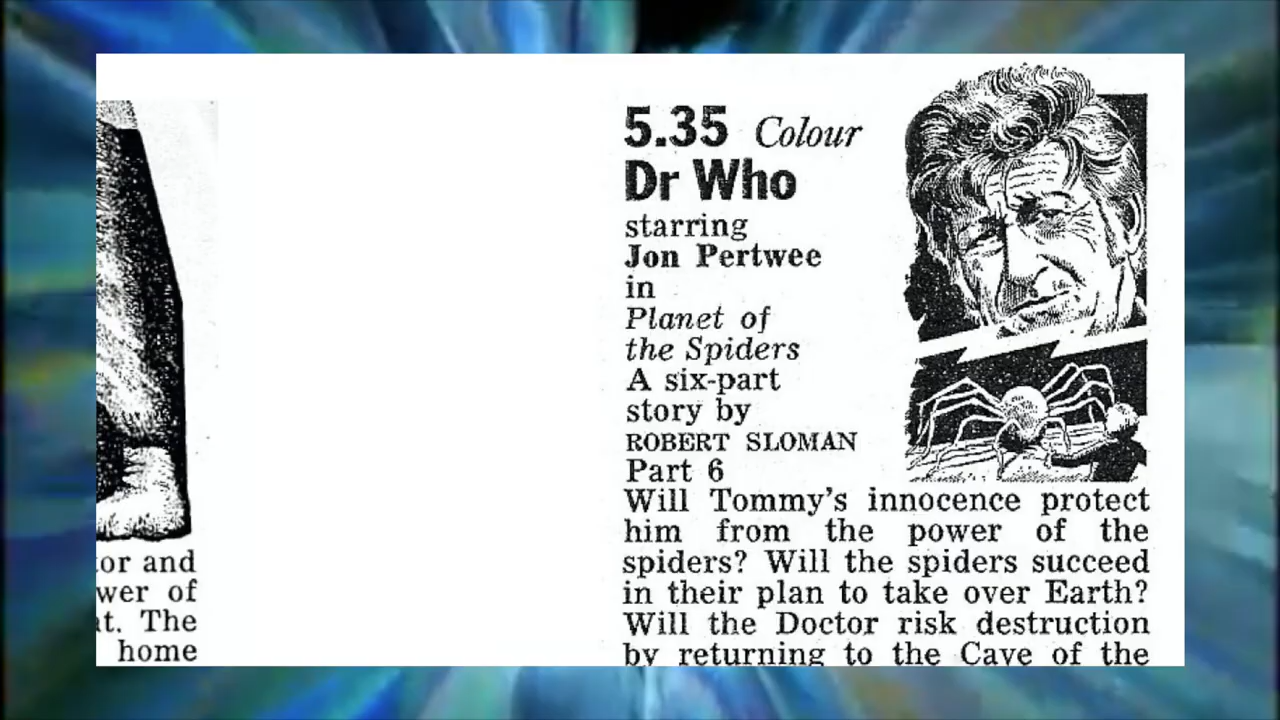 or and
wer of
t. The
home
5.35 Colour
Dr Who
starring
Jon Pertwee
in
Planet of
the Spiders
A six-part
story by
ROBERT SLOMAN
Part 6
Will Tommy's innocence protect
him from the power of the
spiders? Will the spiders succeed
in their plan to take over Earth?
Will the Doctor risk destruction
by returning to the Cave of the